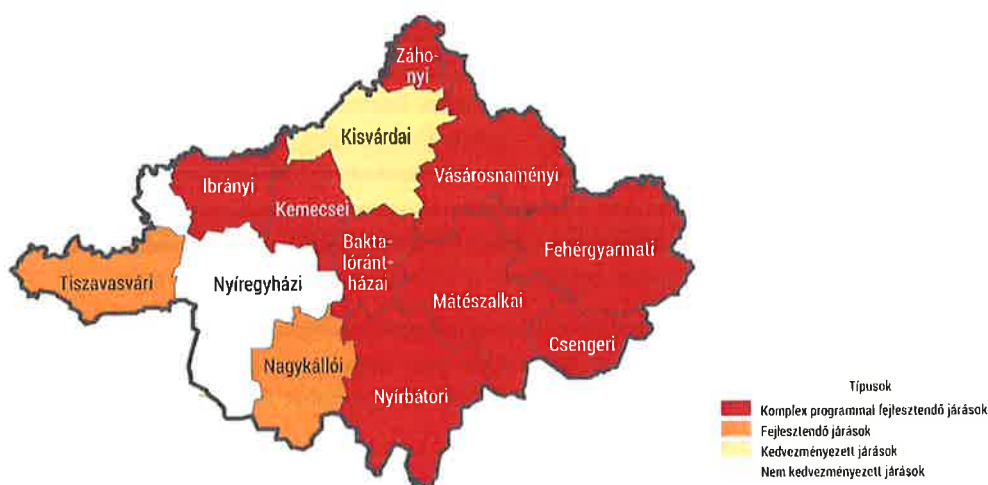 Záho-
nyi
Kisvárdai
Vásárosnaményi
Ibrányi
Kemecsei
Fehérgyarmati
Bakta-
lóránt-
házai
Tiszavasvári
Nyíregyházi
Mátészalkai
Csengeri
Nagykállói
Nyírbátori
Típusok
Komplex programmal fejlesztendő járások
Fejlesztendő járások
Kedvezményezett járások
Nem kedvezményezett járások